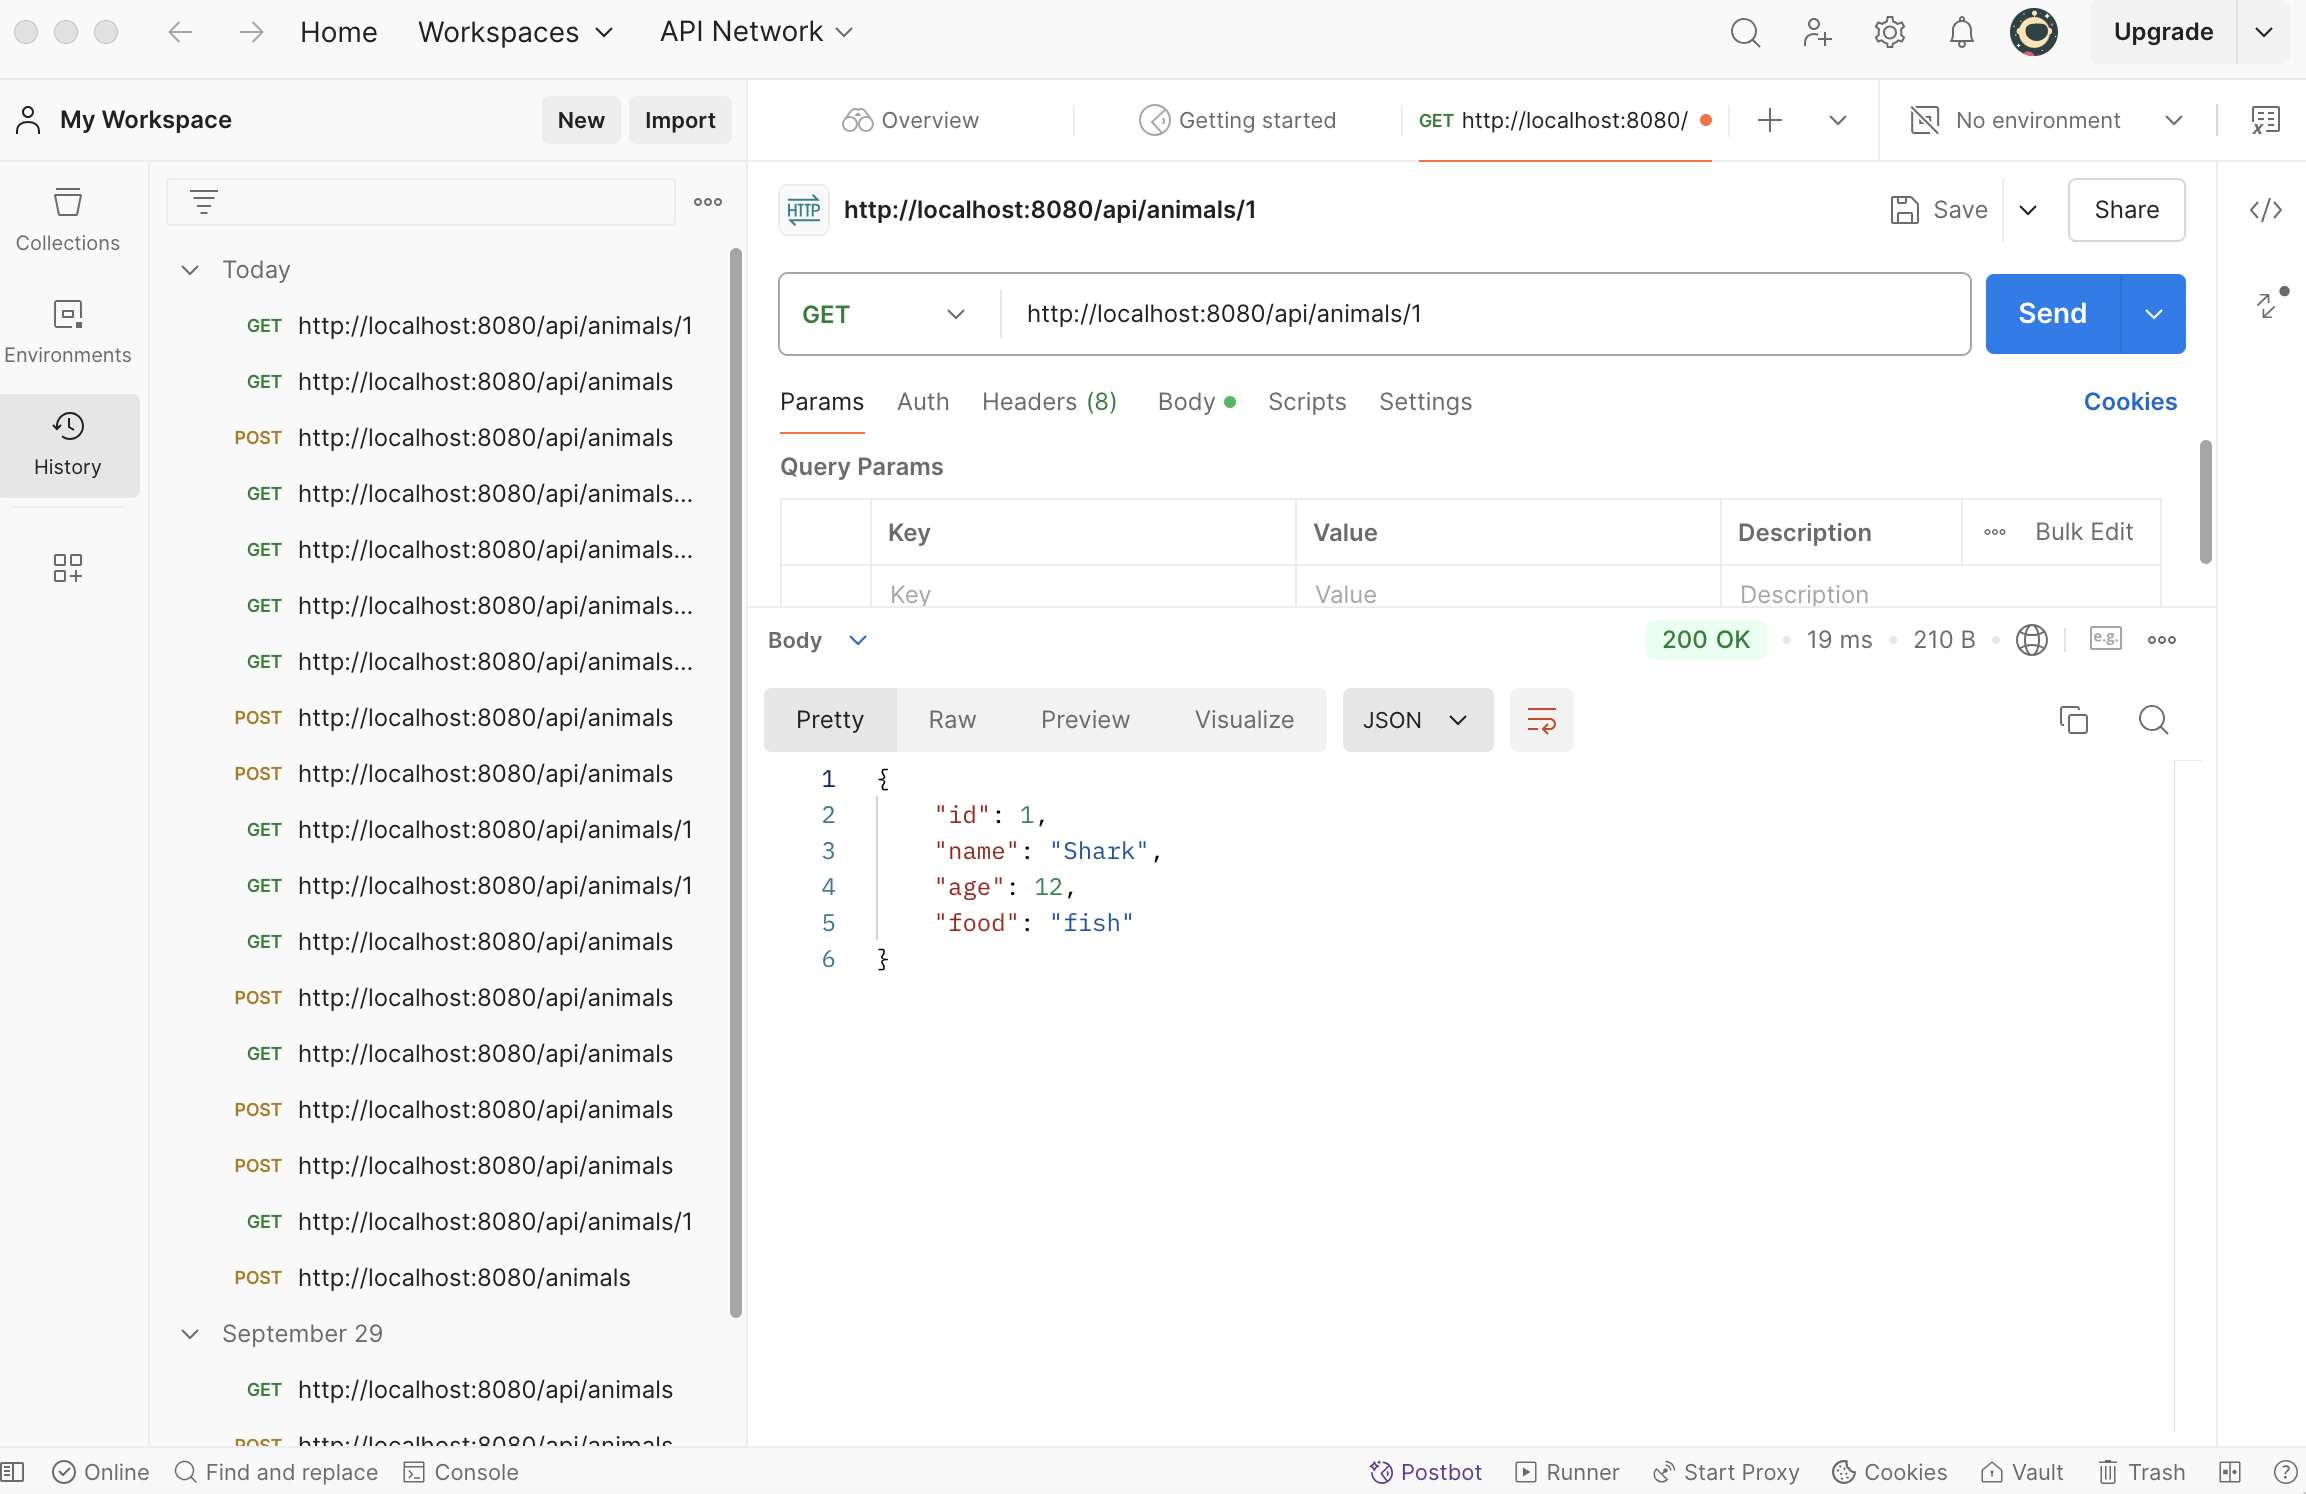 Home Workspaces API Network Upgrade
My Workspace New Import Overview Getting started GET http://localhost:8080/ No environment
Collections
Environments
History
Today
GET http://localhost:8080/api/animals/1
GET http://localhost:8080/api/animals
POST http://localhost:8080/api/animals
GET http://localhost:8080/api/animals...
GET http://localhost:8080/api/animals...
GET http://localhost:8080/api/animals...
GET http://localhost:8080/api/animals...
POST http://localhost:8080/api/animals
POST http://localhost:8080/api/animals
GET http://localhost:8080/api/animals/1
GET http://localhost:8080/api/animals/1
GET http://localhost:8080/api/animals
POST http://localhost:8080/api/animals
GET http://localhost:8080/api/animals
POST http://localhost:8080/api/animals
POST http://localhost:8080/api/animals
GET http://localhost:8080/api/animals/1
POST http://localhost:8080/animals
September 29
GET http://localhost:8080/api/animals
POST http://localhost:8080/api/animals
HTTP http://localhost:8080/api/animals/1 Save Share
GET http://localhost:8080/api/animals/1 Send
Params Auth Headers (8) Body Scripts Settings Cookies
Query Params
Key Value Description Bulk Edit
Key Value Description
Body 200 OK 19 ms 210 B e.g.
Pretty Raw Preview Visualize JSON
1 {
2 "id": 1,
3 "name": "Shark",
4 "age": 12,
5 "food": "fish"
6 }
Online Find and replace Console Postbot Runner Start Proxy Cookies Vault Trash